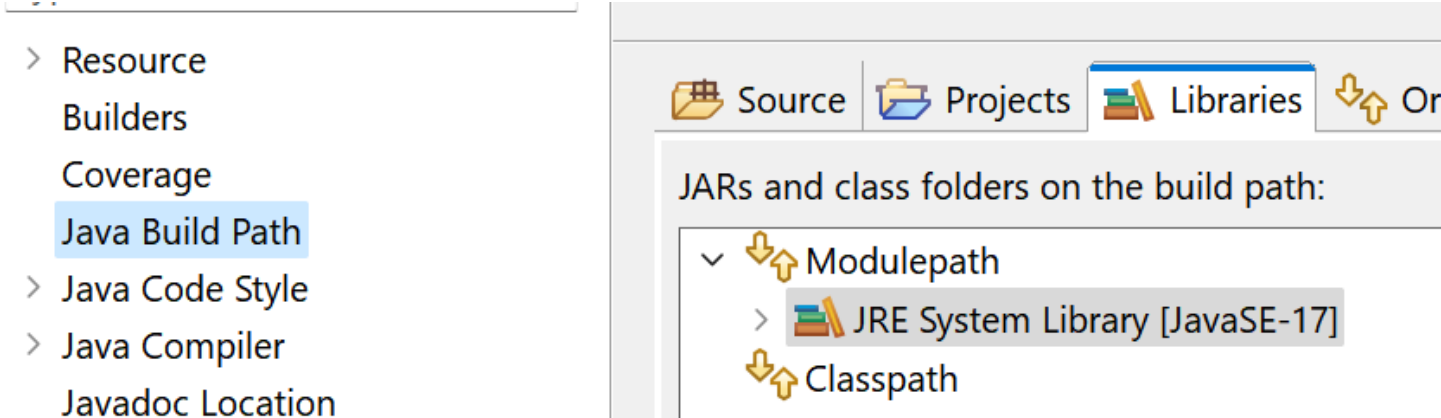 Resource
Builders
Coverage
Java Build Path
Java Code Style
Java Compiler
Javadoc Location
Source Projects Libraries Or
JARs and class folders on the build path:
Modulepath
JRE System Library [JavaSE-17]
Classpath